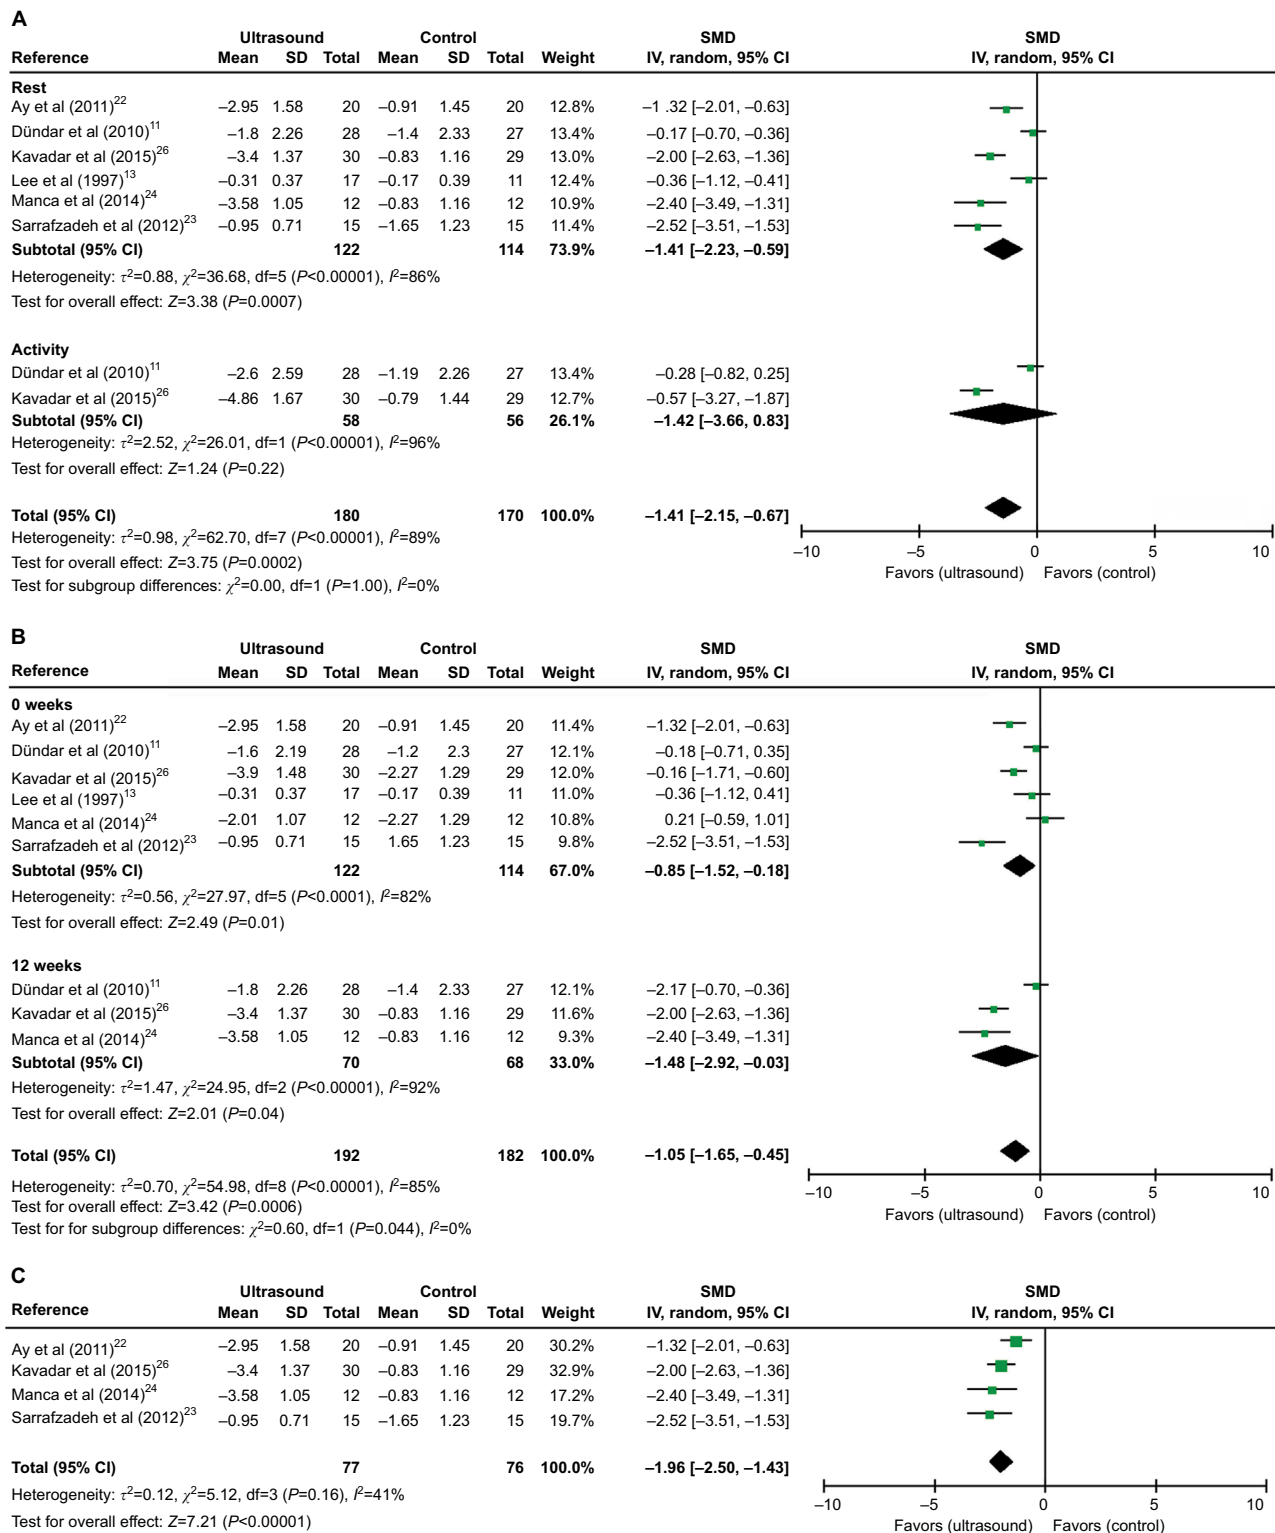 A
Ultrasound Control SMD SMD
Reference Mean SD Total Mean SD Total Weight IV, random, 95% CI IV, random, 95% CI
Rest
Ay et al (2011)22 –2.95 1.58 20 –0.91 1.45 20 12.8% –1 .32 [–2.01, –0.63]
Dündar et al (2010)11 –1.8 2.26 28 –1.4 2.33 27 13.4% –0.17 [–0.70, –0.36]
Kavadar et al (2015)26 –3.4 1.37 30 –0.83 1.16 29 13.0% –2.00 [–2.63, –1.36]
Lee et al (1997)13 –0.31 0.37 17 –0.17 0.39 11 12.4% –0.36 [–1.12, –0.41]
Manca et al (2014)24 –3.58 1.05 12 –0.83 1.16 12 10.9% –2.40 [–3.49, –1.31]
Sarrafzadeh et al (2012)23 –0.95 0.71 15 –1.65 1.23 15 11.4% –2.52 [–3.51, –1.53]
Subtotal (95% CI) 122 114 73.9% –1.41 [–2.23, –0.59]
Heterogeneity: τ2=0.88, χ2=36.68, df=5 (P<0.00001), I2=86%
Test for overall effect: Z=3.38 (P=0.0007)
Activity
Dündar et al (2010)11 –2.6 2.59 28 –1.19 2.26 27 13.4% –0.28 [–0.82, 0.25]
Kavadar et al (2015)26 –4.86 1.67 30 –0.79 1.44 29 12.7% –0.57 [–3.27, –1.87]
Subtotal (95% CI) 58 56 26.1% –1.42 [–3.66, 0.83]
Heterogeneity: τ2=2.52, χ2=26.01, df=1 (P<0.00001), I2=96%
Test for overall effect: Z=1.24 (P=0.22)
Total (95% CI) 180 170 100.0% –1.41 [–2.15, –0.67]
Heterogeneity: τ2=0.98, χ2=62.70, df=7 (P<0.00001), I2=89%
–10 –5 0 5 10
Test for overall effect: Z=3.75 (P=0.0002)
Favors (ultrasound) Favors (control)
Test for subgroup differences: χ2=0.00, df=1 (P=1.00), I2=0%
B
Ultrasound Control SMD SMD
Reference Mean SD Total Mean SD Total Weight IV, random, 95% CI IV, random, 95% CI
0 weeks
Ay et al (2011)22 –2.95 1.58 20 –0.91 1.45 20 11.4% –1.32 [–2.01, –0.63]
Dündar et al (2010)11 –1.6 2.19 28 –1.2 2.3 27 12.1% –0.18 [–0.71, 0.35]
Kavadar et al (2015)26 –3.9 1.48 30 –2.27 1.29 29 12.0% –0.16 [–1.71, –0.60]
Lee et al (1997)13 –0.31 0.37 17 –0.17 0.39 11 11.0% –0.36 [–1.12, 0.41]
Manca et al (2014)24 –2.01 1.07 12 –2.27 1.29 12 10.8% 0.21 [–0.59, 1.01]
Sarrafzadeh et al (2012)23 –0.95 0.71 15 1.65 1.23 15 9.8% –2.52 [–3.51, –1.53]
Subtotal (95% CI) 122 114 67.0% –0.85 [–1.52, –0.18]
Heterogeneity: τ2=0.56, χ2=27.97, df=5 (P<0.0001), I2=82%
Test for overall effect: Z=2.49 (P=0.01)
12 weeks
Dündar et al (2010)11 –1.8 2.26 28 –1.4 2.33 27 12.1% –2.17 [–0.70, –0.36]
Kavadar et al (2015)26 –3.4 1.37 30 –0.83 1.16 29 11.6% –2.00 [–2.63, –1.36]
Manca et al (2014)24 –3.58 1.05 12 –0.83 1.16 12 9.3% –2.40 [–3.49, –1.31]
Subtotal (95% CI) 70 68 33.0% –1.48 [–2.92, –0.03]
Heterogeneity: τ2=1.47, χ2=24.95, df=2 (P<0.00001), I2=92%
Test for overall effect: Z=2.01 (P=0.04)
Total (95% CI) 192 182 100.0% –1.05 [–1.65, –0.45]
Heterogeneity: τ2=0.70, χ2=54.98, df=8 (P<0.00001), I2=85%
–10 –5 0 5 10
Test for overall effect: Z=3.42 (P=0.0006)
Favors (ultrasound) Favors (control)
Test for for subgroup differences: χ2=0.60, df=1 (P=0.044), I2=0%
C
Ultrasound Control SMD SMD
Reference Mean SD Total Mean SD Total Weight IV, random, 95% CI IV, random, 95% CI
Ay et al (2011)22 –2.95 1.58 20 –0.91 1.45 20 30.2% –1.32 [–2.01, –0.63]
Kavadar et al (2015)26 –3.4 1.37 30 –0.83 1.16 29 32.9% –2.00 [–2.63, –1.36]
Manca et al (2014)24 –3.58 1.05 12 –0.83 1.16 12 17.2% –2.40 [–3.49, –1.31]
Sarrafzadeh et al (2012)23 –0.95 0.71 15 –1.65 1.23 15 19.7% –2.52 [–3.51, –1.53]
Total (95% CI) 77 76 100.0% –1.96 [–2.50, –1.43]
Heterogeneity: τ2=0.12, χ2=5.12, df=3 (P=0.16), I2=41%
–10 –5 0 5 10
Test for overall effect: Z=7.21 (P<0.00001)
Favors (ultrasound) Favors (control)